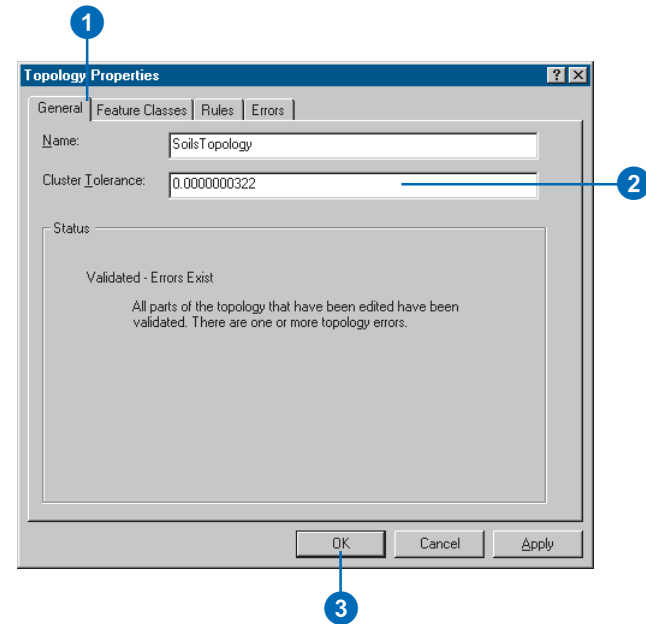 1
Topology Properties
? X
General Feature Classes Rules Errors
Name: SoilsTopology
Cluster Tolerance: 0.0000000322
2
Status
Validated - Errors Exist
All parts of the topology that have been edited have been
validated. There are one or more topology errors.
OK Cancel Apply
3